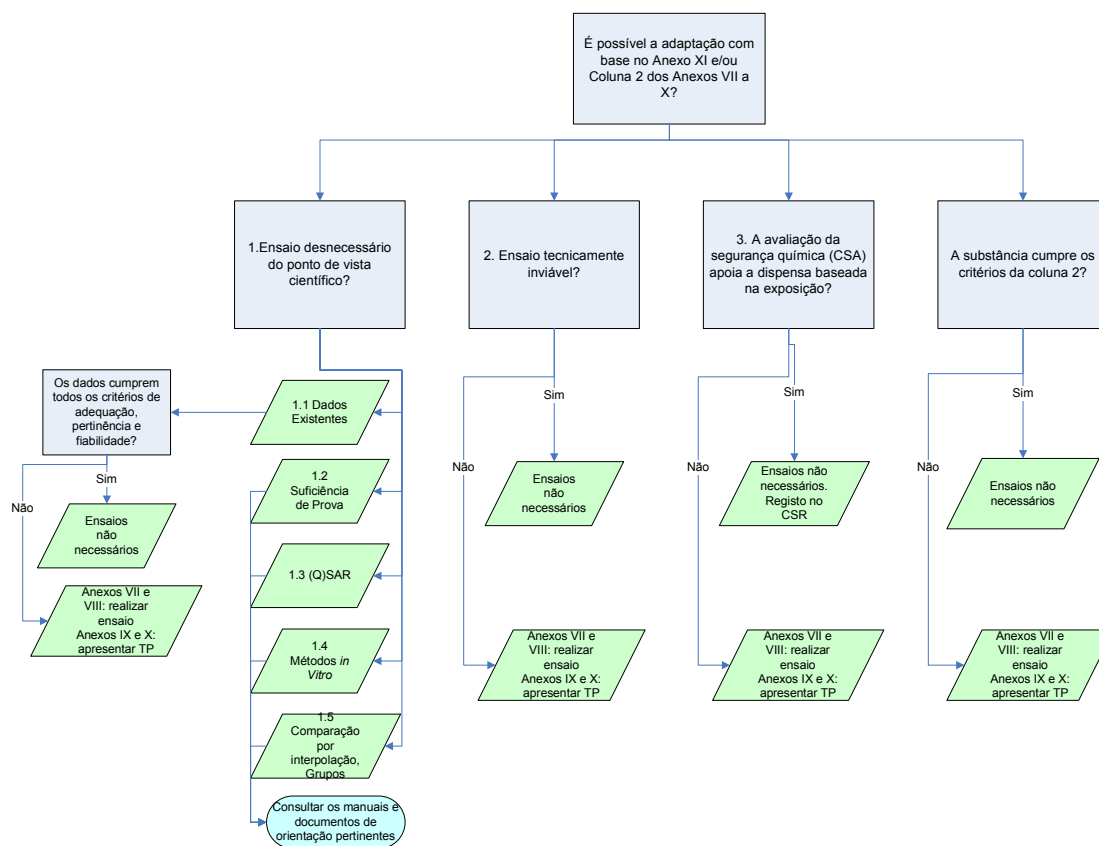 É possível a adaptação com
base no Anexo XI e/ou
Coluna 2 dos Anexos VII a
X?
1.Ensaio desnecessário
do ponto de vista
científico?
2. Ensaio tecnicamente
inviável?
3. A avaliação da
segurança química (CSA)
apoia a dispensa baseada
na exposição?
A substância cumpre os
critérios da coluna 2?
Os dados cumprem
todos os critérios de
adequação,
pertinência e
fiabilidade?
Sim
Não
Ensaios
não
necessários
Anexos VII e
VIII: realizar
ensaio
Anexos IX e X:
apresentar TP
1.1 Dados
Existentes
1.2
Suficiência
de Prova
1.3 (Q)SAR
1.4
Métodos in
Vitro
1.5
Comparação
por
interpolação,
Grupos
Consultar os manuais e
documentos de
orientação pertinentes
Sim
Não
Ensaios
não
necessários
Anexos VII e
VIII: realizar
ensaio
Anexos IX e X:
apresentar TP
Sim
Não
Ensaios não
necessários.
Registo no
CSR
Anexos VII e
VIII: realizar
ensaio
Anexos IX e X:
apresentar TP
Sim
Não
Ensaios não
necessários
Anexos VII e
VIII: realizar
ensaio
Anexos IX e X:
apresentar TP